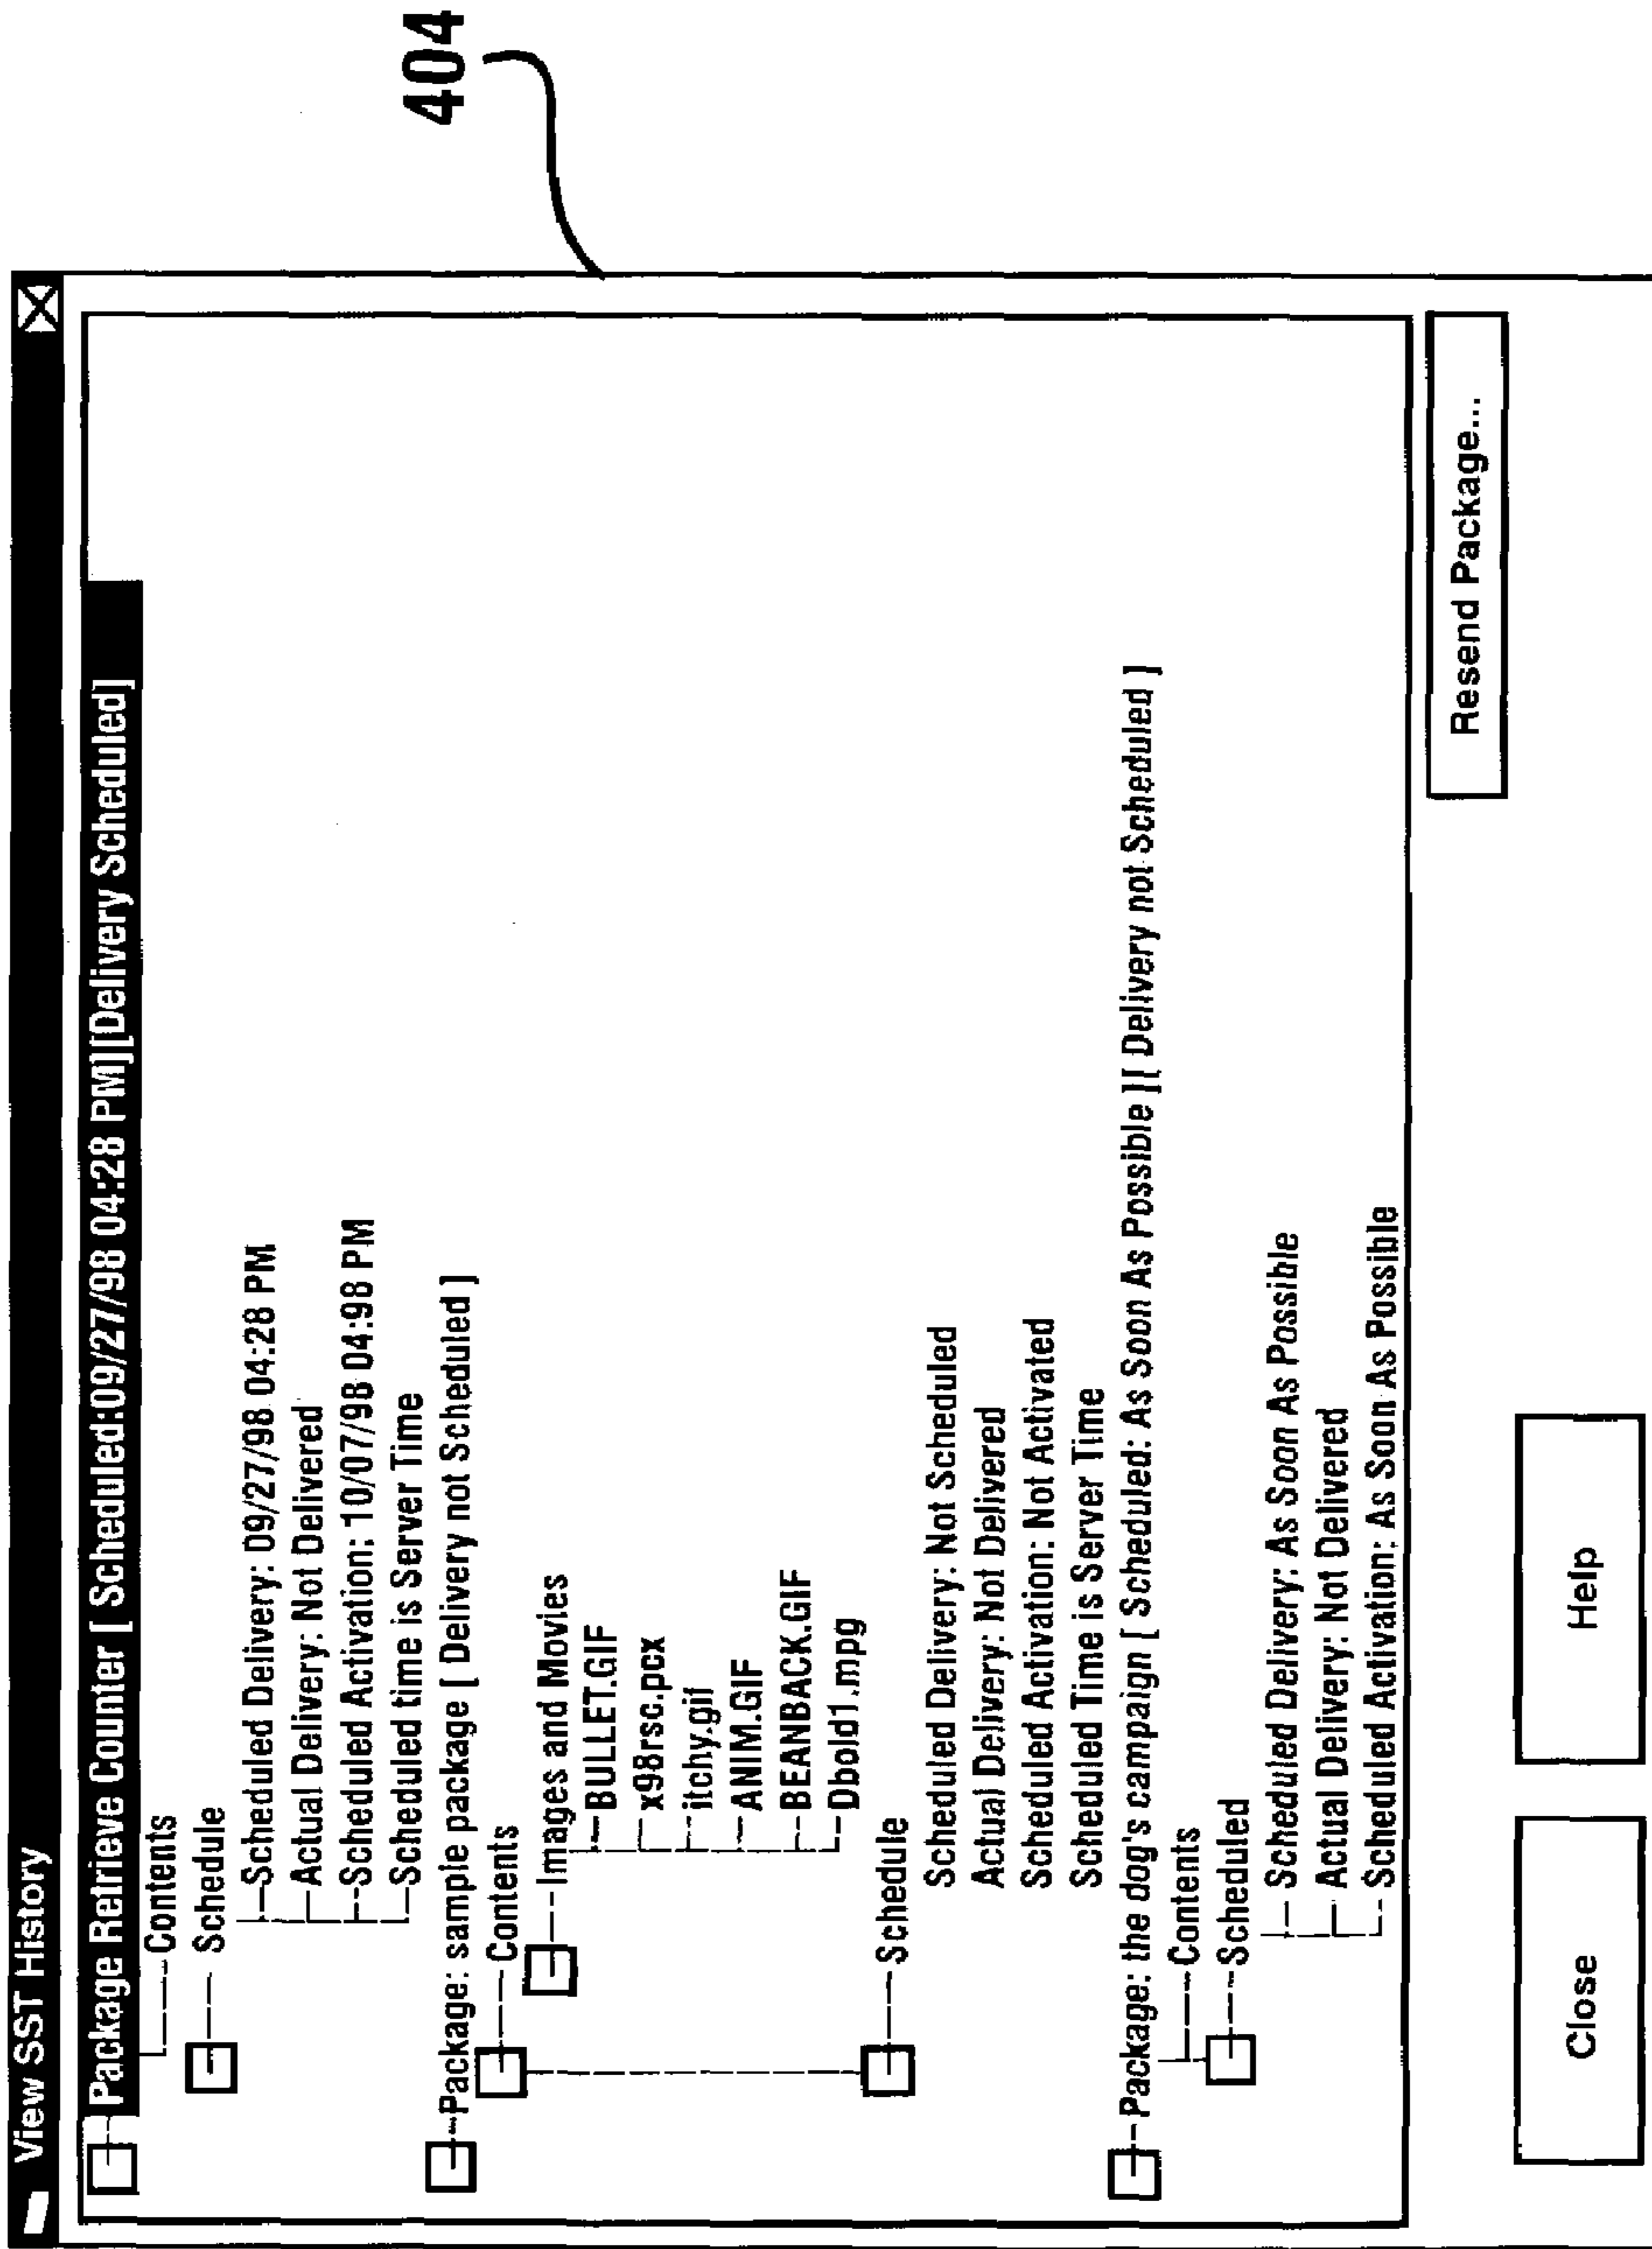 View SST History
404
Package Retrieve Counter [ Scheduled:09/27/98 04:28 PM][Delivery Scheduled]
Contents
Schedule
Scheduled Delivery: 09/27/98 04:28 PM
Actual Delivery: Not Delivered
Scheduled Activation: 10/07/98 04:98 PM
Scheduled time is Server Time
Package: sample package [ Delivery not Scheduled ]
Contents
Images and Movies
BULLET.GIF
x98rsc.pcx
itchy.gif
ANIM.GIF
BEANBACK.GIF
Dbold1.mpg
Schedule
Scheduled Delivery: Not Scheduled
Actual Delivery: Not Delivered
Scheduled Activation: Not Activated
Scheduled Time is Server Time
Package: the dog's campaign [ Scheduled: As Soon As Possible ][ Delivery not Scheduled ]
Contents
Scheduled
Scheduled Delivery: As Soon As Possible
Actual Delivery: Not Delivered
Scheduled Activation: As Soon As Possible
Resend Package...
Close
Help